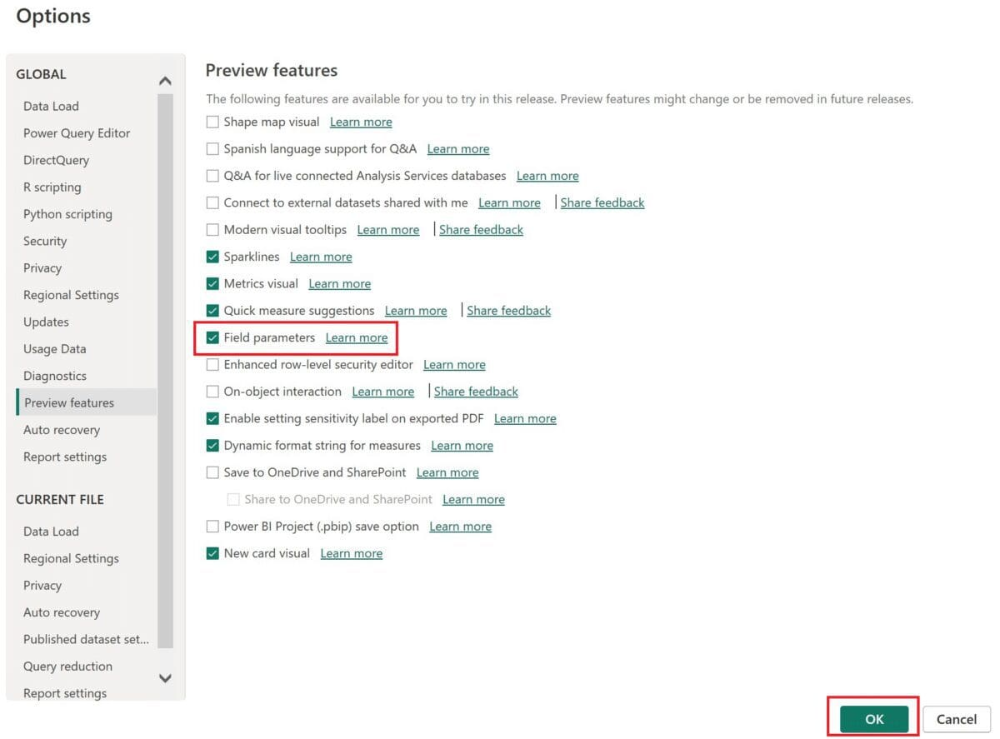 Options
GLOBAL
Data Load
Power Query Editor
DirectQuery
R scripting
Python scripting
Security
Privacy
Regional Settings
Updates
Usage Data
Diagnostics
Preview features
Auto recovery
Report settings
CURRENT FILE
Data Load
Regional Settings
Privacy
Auto recovery
Published dataset set...
Query reduction
Report settings
Preview features
The following features are available for you to try in this release. Preview features might change or be removed in future releases.
Shape map visual Learn more
Spanish language support for Q&A Learn more
Q&A for live connected Analysis Services databases Learn more
Connect to external datasets shared with me Learn more | Share feedback
Modern visual tooltips Learn more | Share feedback
Sparklines Learn more
Metrics visual Learn more
Quick measure suggestions Learn more | Share feedback
Field parameters Learn more
Enhanced row-level security editor Learn more
On-object interaction Learn more | Share feedback
Enable setting sensitivity label on exported PDF Learn more
Dynamic format string for measures Learn more
Save to OneDrive and SharePoint Learn more
Share to OneDrive and SharePoint Learn more
Power BI Project (.pbip) save option Learn more
New card visual Learn more
OK Cancel